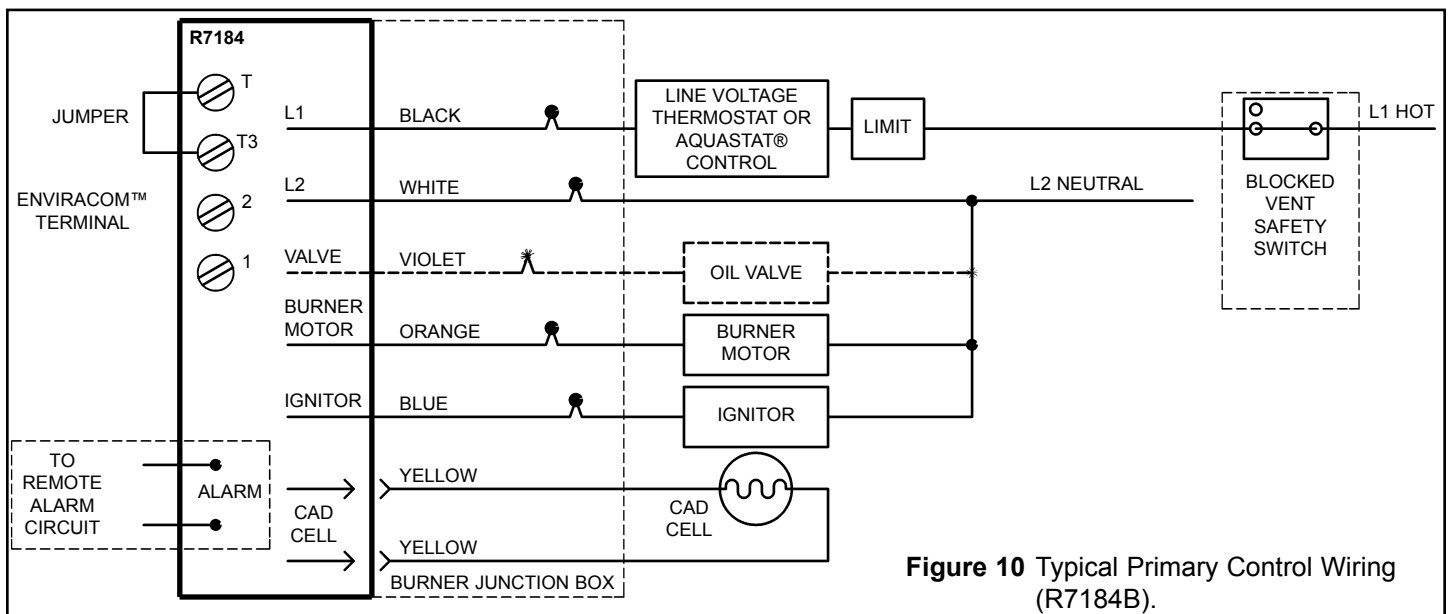 R7184
T
JUMPER
T3
ENVIRACOM™
TERMINAL
2
1
L1
BLACK
LINE VOLTAGE
THERMOSTAT OR
AQUASTAT®
CONTROL
LIMIT
L1 HOT
BLOCKED
VENT
SAFETY
SWITCH
L2
WHITE
L2 NEUTRAL
VALVE
VIOLET
OIL VALVE
BURNER
MOTOR
ORANGE
BURNER
MOTOR
IGNITOR
BLUE
IGNITOR
TO
REMOTE
ALARM
CIRCUIT
ALARM
CAD
CELL
YELLOW
CAD
CELL
YELLOW
BURNER JUNCTION BOX
Figure 10 Typical Primary Control Wiring
(R7184B).